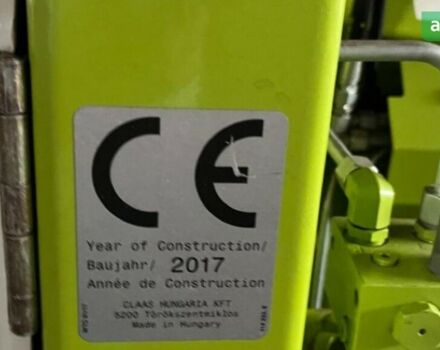 a
CE
Year of Construction/
Baujahr/ 2017
Année de Construction
CLAAS HUNGARIA KFT
5200 Törökszentmiklós
Made in Hungary